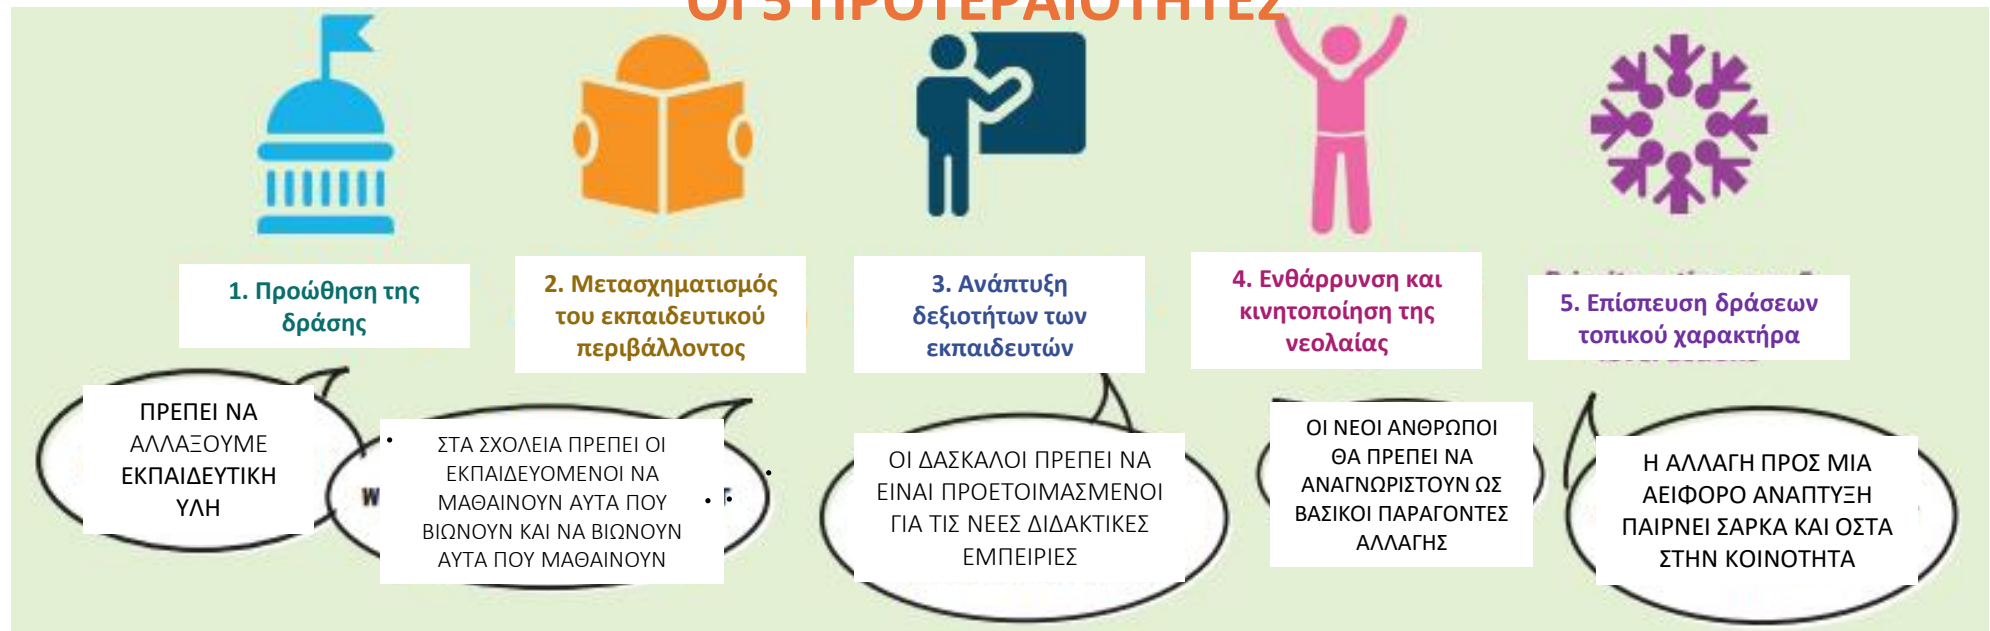 ΟΙ 5 ΠΡΟΤΕΡΑΙΟΤΗΤΕΣ
1. Προώθηση της
δράσης
2. Μετασχηματισμός
του εκπαιδευτικού
περιβάλλοντος
3. Ανάπτυξη
δεξιοτήτων των
εκπαιδευτών
4. Ενθάρρυνση και
κινητοποίηση της
νεολαίας
5. Επίσπευση δράσεων
τοπικού χαρακτήρα
ΠΡΕΠΕΙ ΝΑ
ΑΛΛΑΞΟΥΜΕ
ΕΚΠΑΙΔΕΥΤΙΚΗ
ΥΛΗ
ΣΤΑ ΣΧΟΛΕΙΑ ΠΡΕΠΕΙ ΟΙ
ΕΚΠΑΙΔΕΥΟΜΕΝΟΙ ΝΑ
ΜΑΘΑΙΝΟΥΝ ΑΥΤΑ ΠΟΥ
ΒΙΩΝΟΥΝ ΚΑΙ ΝΑ ΒΙΩΝΟΥΝ
ΑΥΤΑ ΠΟΥ ΜΑΘΑΙΝΟΥΝ
ΟΙ ΔΑΣΚΑΛΟΙ ΠΡΕΠΕΙ ΝΑ
ΕΙΝΑΙ ΠΡΟΕΤΟΙΜΑΣΜΕΝΟΙ
ΓΙΑ ΤΙΣ ΝΕΕΣ ΔΙΔΑΚΤΙΚΕΣ
ΕΜΠΕΙΡΙΕΣ
ΟΙ ΝΕΟΙ ΑΝΘΡΩΠΟΙ
ΘΑ ΠΡΕΠΕΙ ΝΑ
ΑΝΑΓΝΩΡΙΣΤΟΥΝ ΩΣ
ΒΑΣΙΚΟΙ ΠΑΡΑΓΟΝΤΕΣ
ΑΛΛΑΓΗΣ
Η ΑΛΛΑΓΗ ΠΡΟΣ ΜΙΑ
ΑΕΙΦΟΡΟ ΑΝΑΠΤΥΞΗ
ΠΑΙΡΝΕΙ ΣΑΡΚΑ ΚΑΙ ΟΣΤΑ
ΣΤΗΝ ΚΟΙΝΟΤΗΤΑ